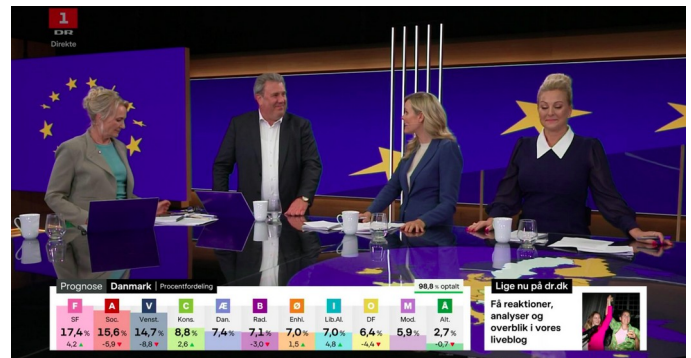 1
DR
Direkte
Prognose Danmark | Procentfordeling 98,8 % optalt Lige nu på dr.dk
F A V C Æ B Ø I O M Å
SF Soc. Venst. Kons. Dan. Rad. Enhl. Lib.Al. DF Mod. Alt.
17,4% 15,6% 14,7% 8,8% 7,4% 7,1% 7,0% 7,0% 6,4% 5,9% 2,7%
4,2 ▲ -5,9 ▼ -8,8 ▼ 2,6 ▲ -3,0 ▼ 1,5 ▲ 4,8 ▲ -4,4 ▼ -0,7 ▼
Få reaktioner,
analyser og
overblik i vores
liveblog